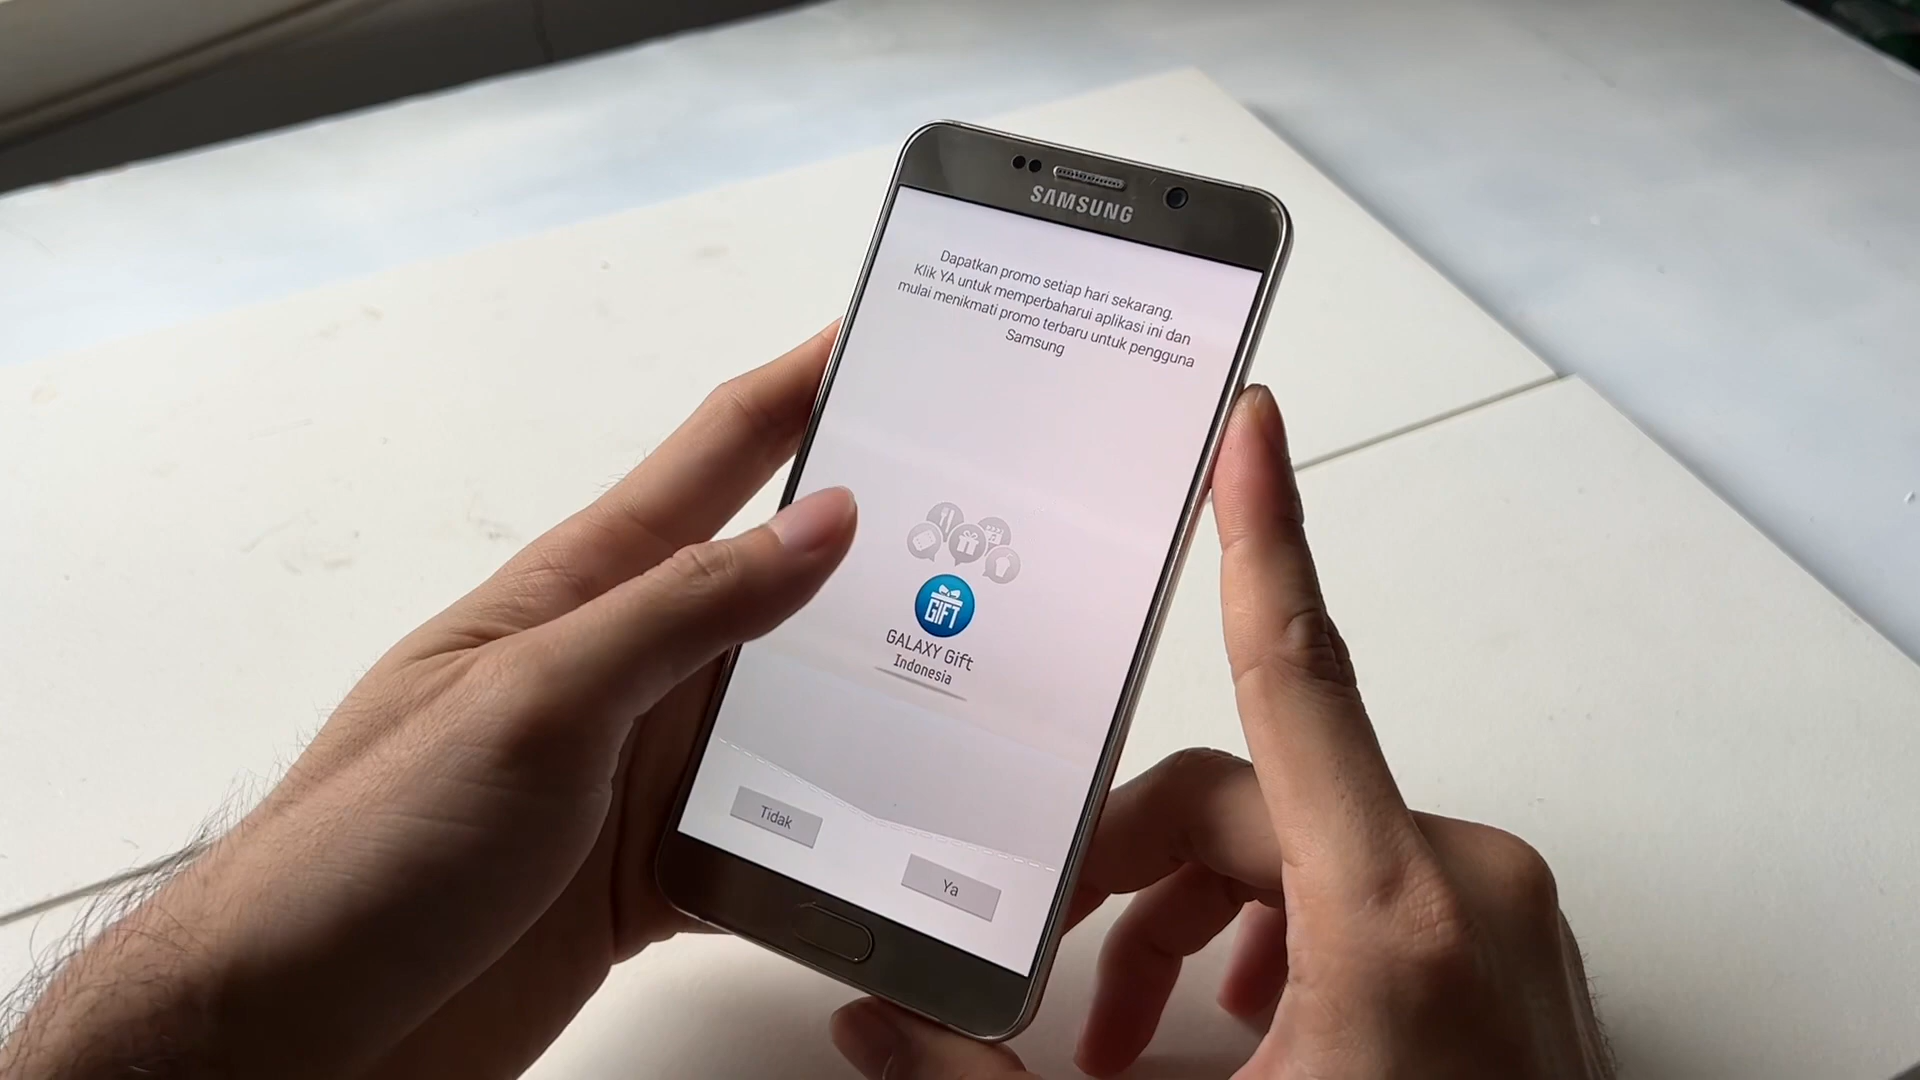 SAMSUNG
Dapatkan promo setiap hari sekarang.
Klik YA untuk memperbaharui aplikasi ini dan
mulai menikmati promo terbaru untuk pengguna
Samsung
GIFT
GALAXY Gift
Indonesia
Tidak
Ya